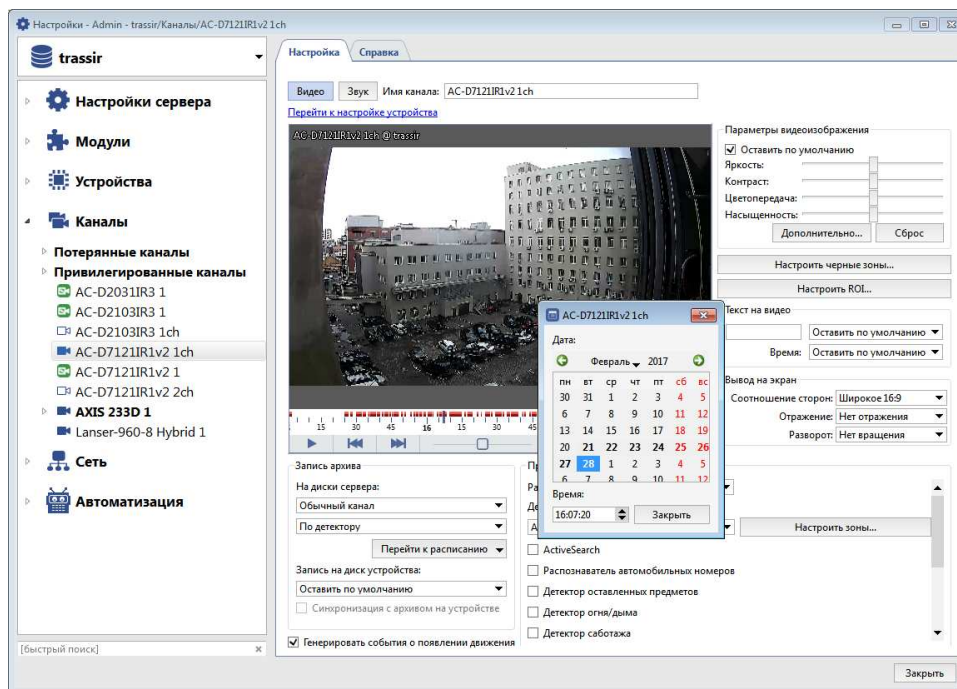 Настройки - Admin - trassir/Каналы/AC-D7121IR1v2 1ch
trassir
Настройки сервера
Модули
Устройства
Каналы
Потерянные каналы
Привилегированные каналы
AC-D2031IR3 1
AC-D2103IR3 1
AC-D2103IR3 1ch
AC-D7121IR1v2 1ch
AC-D7121IR1v2 1
AC-D7121IR1v2 2ch
AXIS 233D 1
Lanser-960-8 Hybrid 1
Сеть
Автоматизация
[быстрый поиск]
Настройка Справка
Видео Звук Имя канала: AC-D7121IR1v2 1ch
Перейти к настройке устройства
AC-D7121IR1v2 1ch @ trassir
15 30 45 16 15 30 45
Запись архива
На диски сервера:
Обычный канал
По детектору
Перейти к расписанию
Запись на диск устройства:
Оставить по умолчанию
Синхронизация с архивом на устройстве
Генерировать события о появлении движения
Параметры видеоизображения
Оставить по умолчанию
Яркость:
Контраст:
Цветопередача:
Насыщенность:
Дополнительно... Сброс
Настроить черные зоны...
Настроить ROI...
Текст на видео
Оставить по умолчанию
Время: Оставить по умолчанию
Вывод на экран
Соотношение сторон: Широкое 16:9
Отражение: Нет отражения
Разворот: Нет вращения
AC-D7121IR1v2 1ch
Дата:
Февраль 2017
пн вт ср чт пт сб вс
30 31 1 2 3 4 5
6 7 8 9 10 11 12
13 14 15 16 17 18 19
20 21 22 23 24 25 26
27 28 1 2 3 4 5
6 7 8 9 10 11 12
Время:
16:07:20 Закрыть
Настроить зоны...
ActiveSearch
Распознаватель автомобильных номеров
Детектор оставленных предметов
Детектор огня/дыма
Детектор саботажа
Закрыть